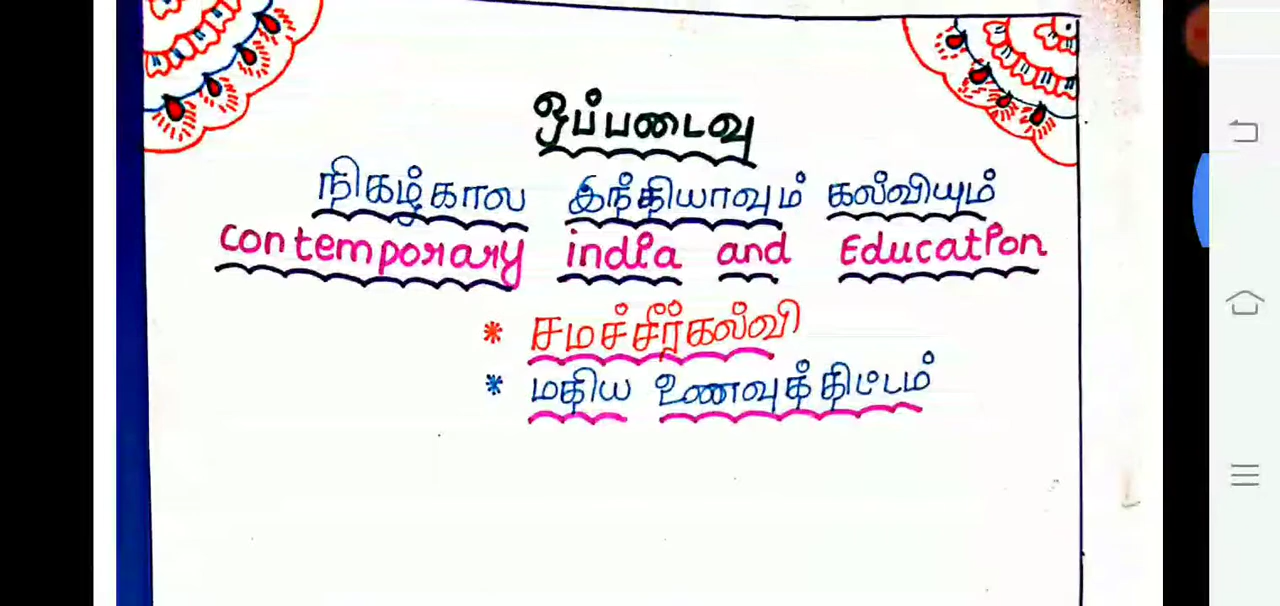 ஒப்படைவு
நிகழ்கால இந்தியாவும் கல்வியும்
contemporary india and Education
* சமச்சீர்கல்வி
* மதிய உணவுத்திட்டம்